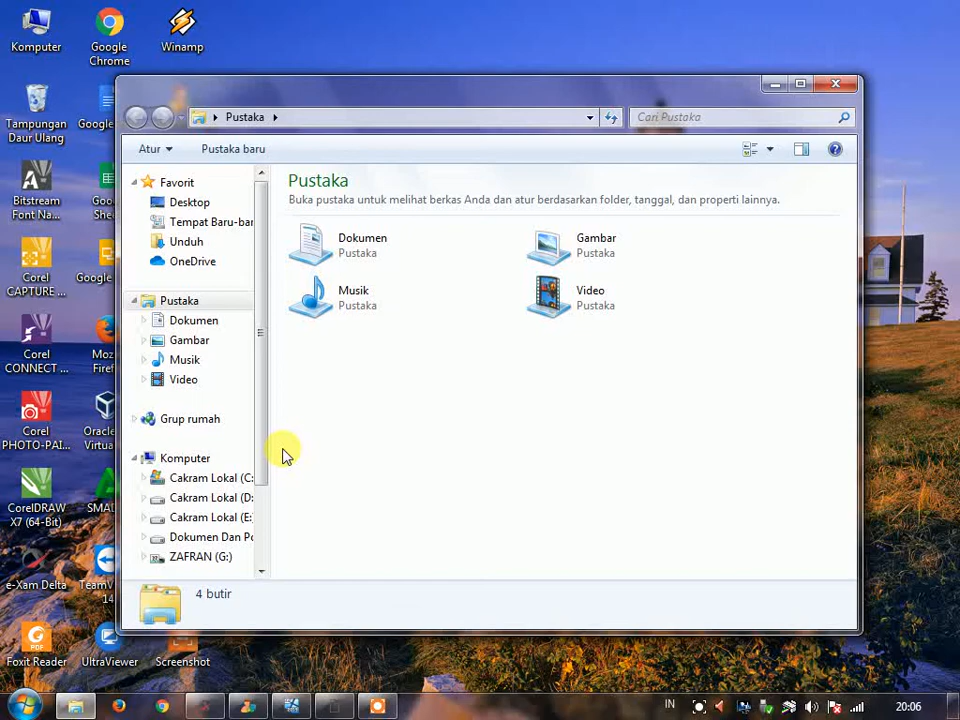 Komputer
Google
Chrome
Winamp
Tampungan
Daur Ulang
Google
Bitstream
Font Na...
Goo
She
Corel
CAPTURE ...
Google
Corel
CONNECT ...
Moz
Firef
Corel
PHOTO-PAI...
Oracle
Virtua
CorelDRAW
X7 (64-Bit)
SMAD
e-Xam Delta
TeamV
14
Foxit Reader
UltraViewer
Screenshot
Pustaka
Cari Pustaka
Atur
Pustaka baru
Favorit
Desktop
Tempat Baru-bar
Unduh
OneDrive
Pustaka
Dokumen
Gambar
Musik
Video
Grup rumah
Komputer
Cakram Lokal (C:
Cakram Lokal (D:
Cakram Lokal (E:
Dokumen Dan Pe
ZAFRAN (G:)
Pustaka
Buka pustaka untuk melihat berkas Anda dan atur berdasarkan folder, tanggal, dan properti lainnya.
Dokumen
Pustaka
Gambar
Pustaka
Musik
Pustaka
Video
Pustaka
4 butir
IN
20:06